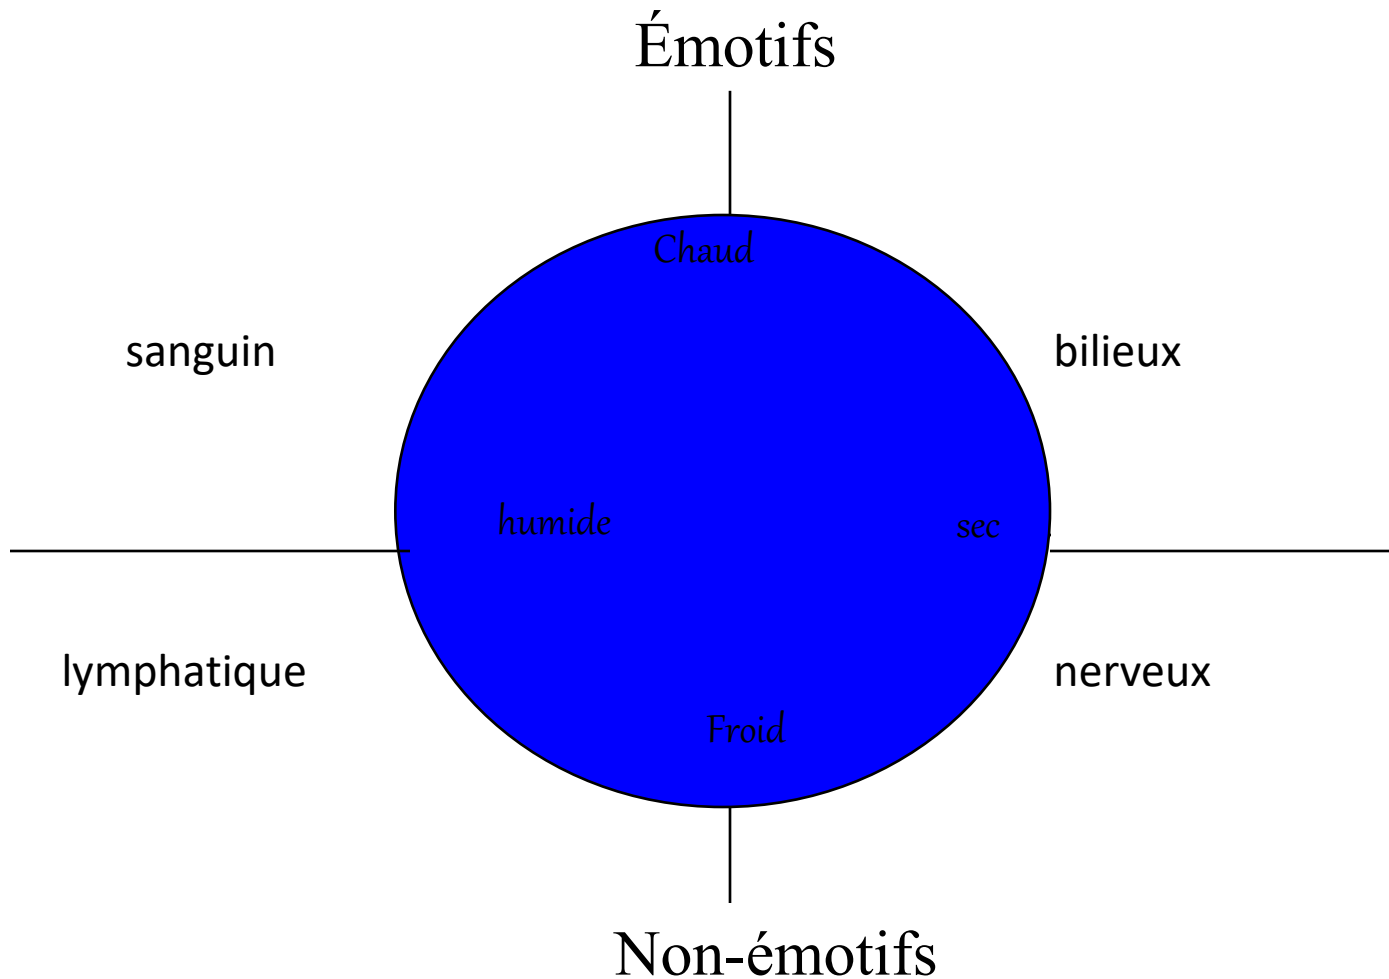 Émotifs
Chaud
sanguin
bilieux
humide
sec
lymphatique
nerveux
Froid
Non-émotifs